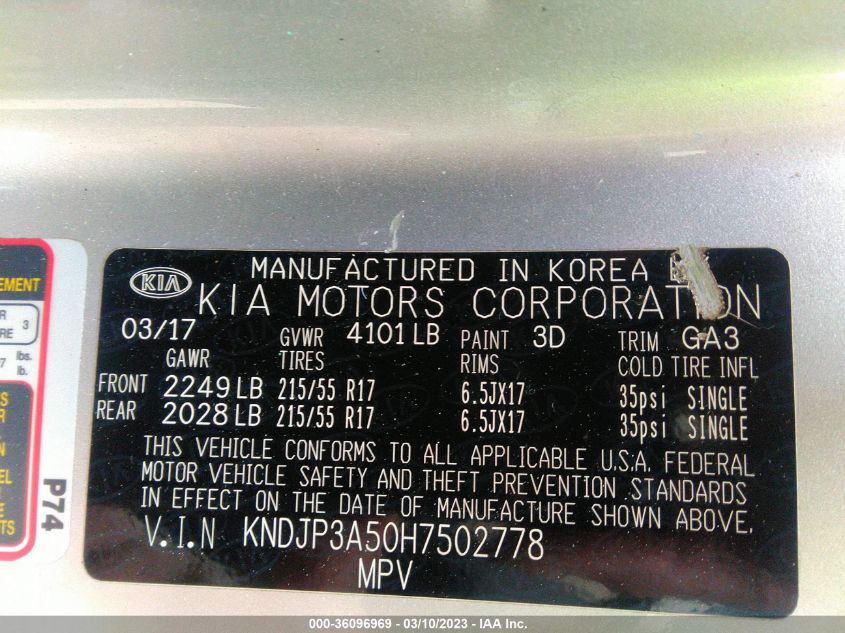 MANUFACTURED IN KOREA
KIA KIA MOTORS CORPORATION
03/17 GVWR 4101 LB PAINT 3D TRIM GA3
GAWR TIRES RIMS COLD TIRE INFL
FRONT 2249 LB 215/55 R17 6.5JX17 35psi SINGLE
REAR 2028 LB 215/55 R17 6.5JX17 35psi SINGLE
THIS VEHICLE CONFORMS TO ALL APPLICABLE U.S.A. FEDERAL
MOTOR VEHICLE SAFETY AND THEFT PREVENTION STANDARDS
IN EFFECT ON THE DATE OF MANUFACTURE SHOWN ABOVE.
V.I.N KNDJP3A50H7502778
MPV
3
lbs.
kg.
P74
000-36096969 — 03/10/2023 — IAA Inc.